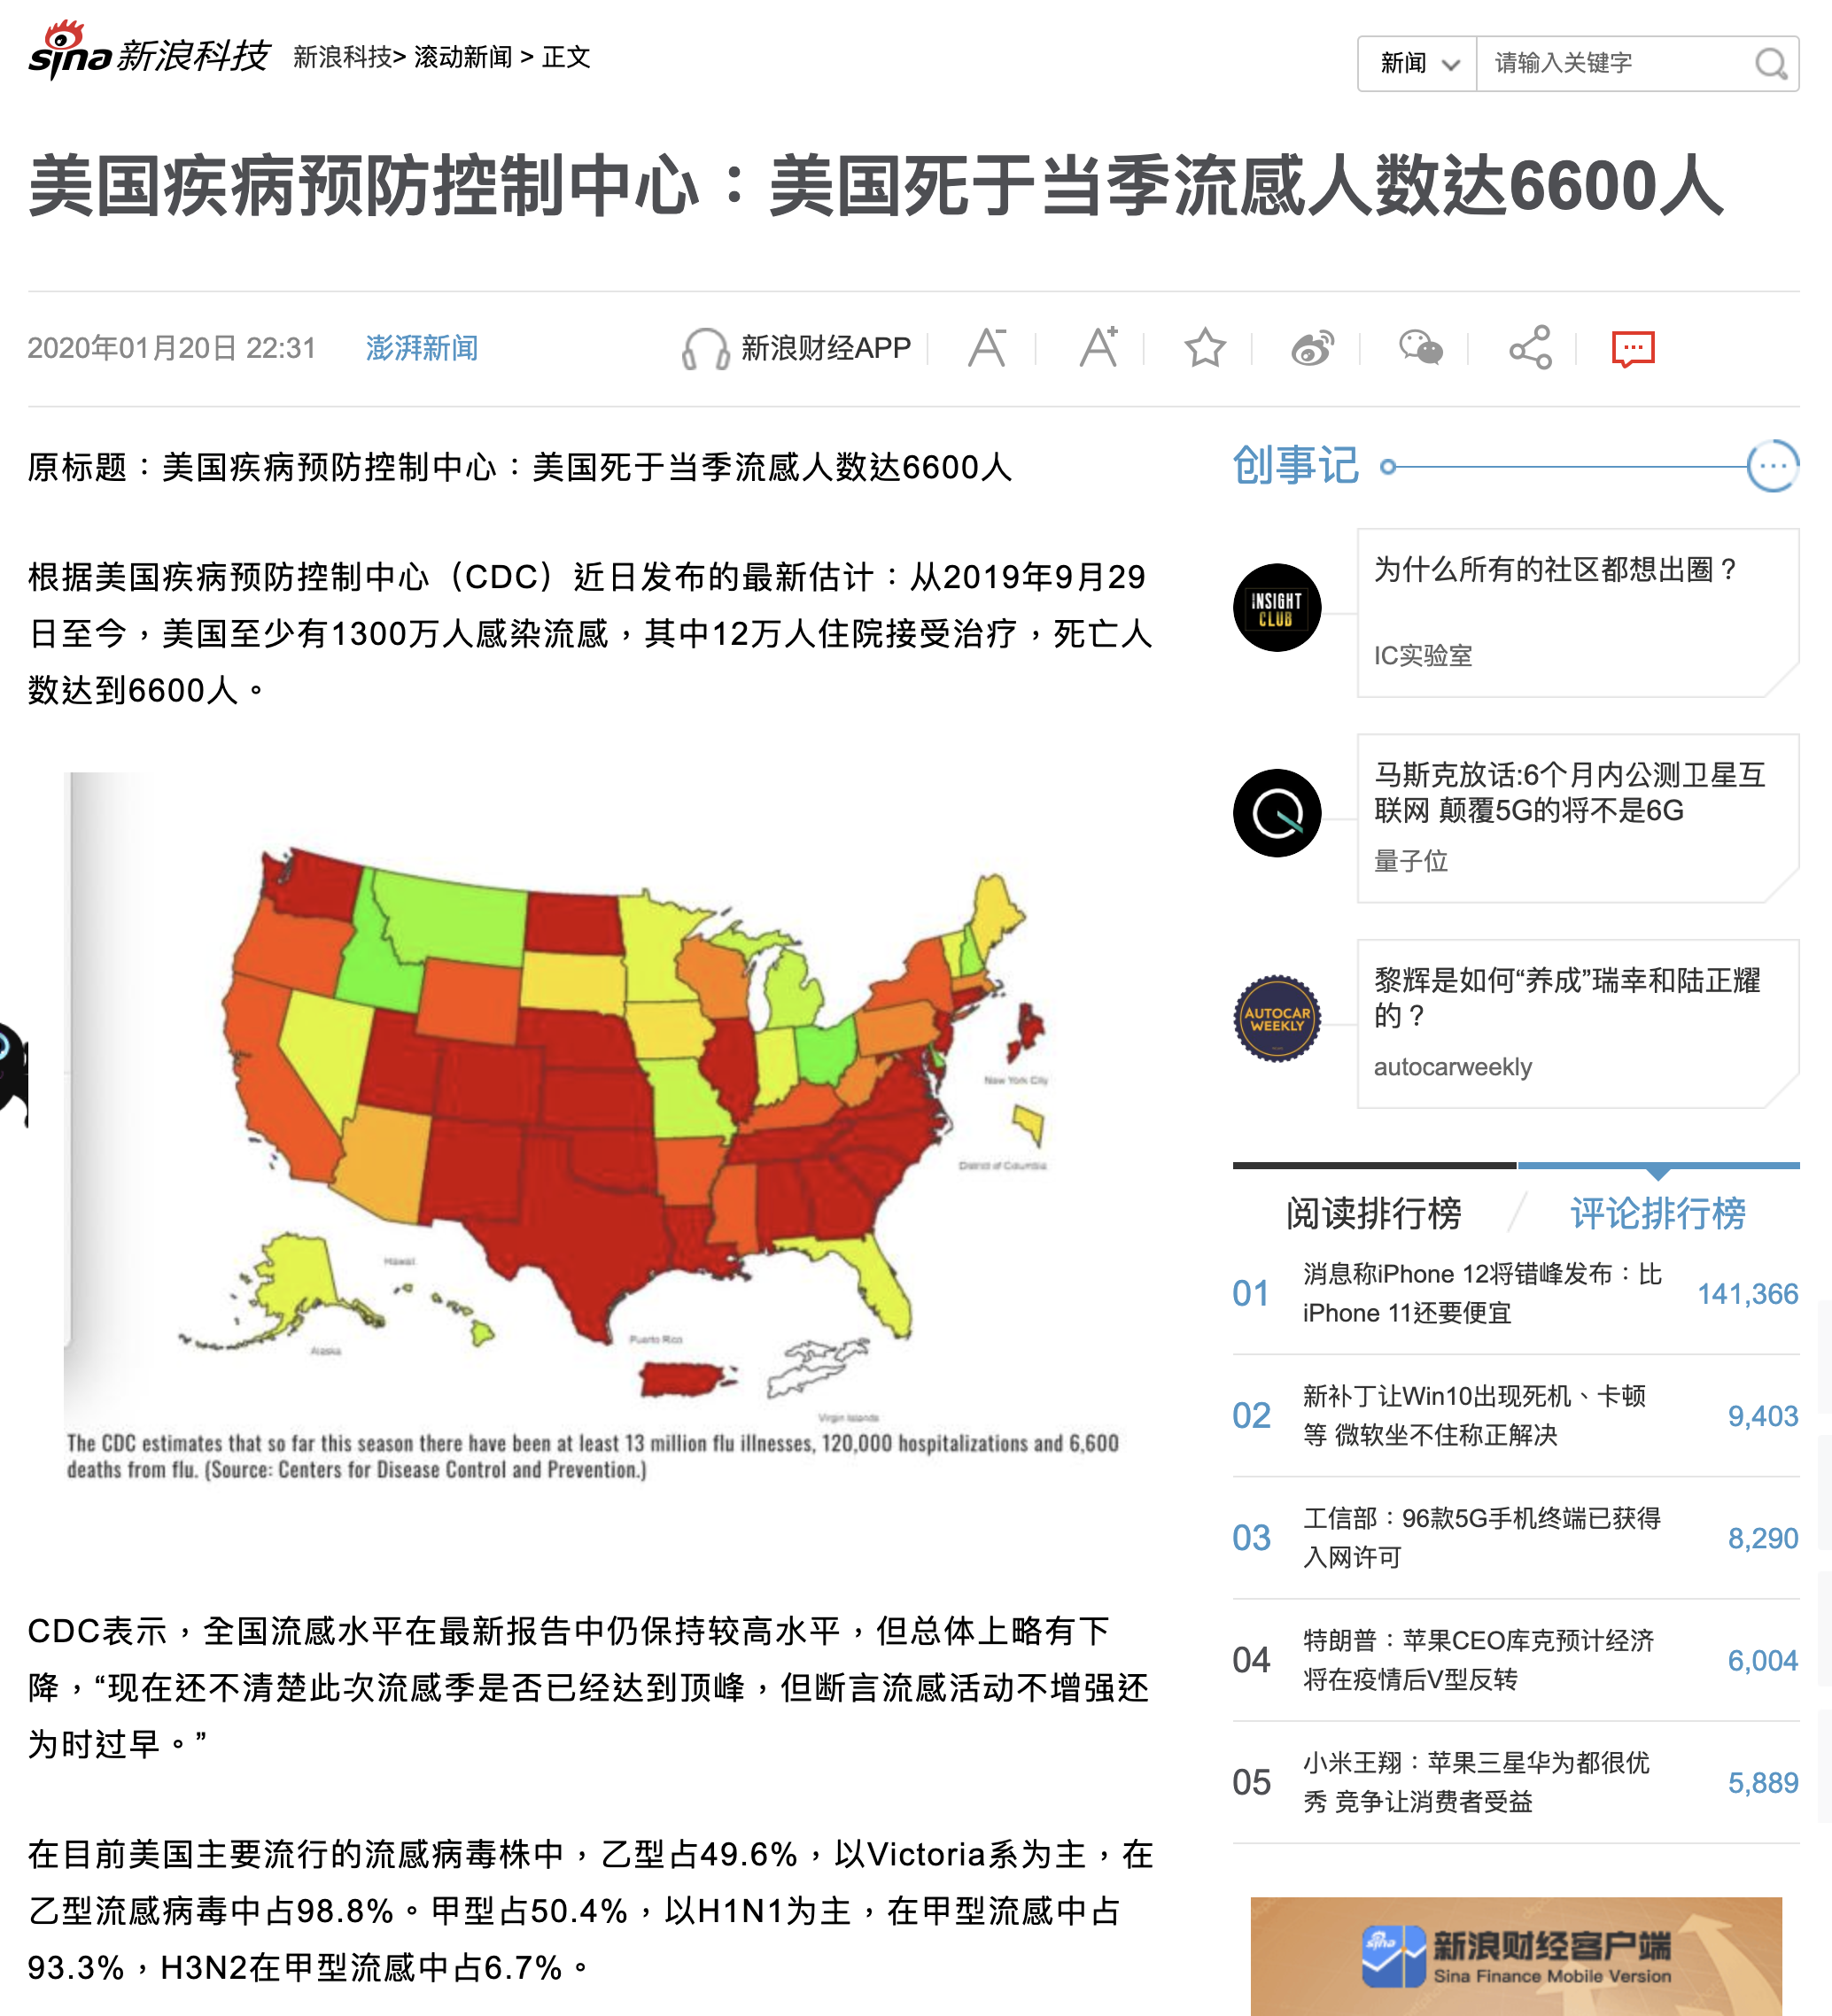 sina新浪科技
新浪科技> 滚动新闻 > 正文
新闻
请输入关键字
美国疾病预防控制中心：美国死于当季流感人数达6600人
2020年01月20日 22:31
澎湃新闻
新浪财经APP
原标题：美国疾病预防控制中心：美国死于当季流感人数达6600人
根据美国疾病预防控制中心（CDC）近日发布的最新估计：从2019年9月29
日至今，美国至少有1300万人感染流感，其中12万人住院接受治疗，死亡人
数达到6600人。
New York City
District of Columbia
Hawaii
Alaska
Puerto Rico
Virgin Islands
The CDC estimates that so far this season there have been at least 13 million flu illnesses, 120,000 hospitalizations and 6,600
deaths from flu. (Source: Centers for Disease Control and Prevention.)
CDC表示，全国流感水平在最新报告中仍保持较高水平，但总体上略有下
降，“现在还不清楚此次流感季是否已经达到顶峰，但断言流感活动不增强还
为时过早。”
在目前美国主要流行的流感病毒株中，乙型占49.6%，以Victoria系为主，在
乙型流感病毒中占98.8%。甲型占50.4%，以H1N1为主，在甲型流感中占
93.3%，H3N2在甲型流感中占6.7%。
创事记
INSIGHT
CLUB
为什么所有的社区都想出圈？
IC实验室
马斯克放话:6个月内公测卫星互
联网 颠覆5G的将不是6G
量子位
AUTOCAR
WEEKLY
黎辉是如何“养成”瑞幸和陆正耀
的？
autocarweekly
阅读排行榜
评论排行榜
01
消息称iPhone 12将错峰发布：比
iPhone 11还要便宜
141,366
02
新补丁让Win10出现死机、卡顿
等 微软坐不住称正解决
9,403
03
工信部：96款5G手机终端已获得
入网许可
8,290
04
特朗普：苹果CEO库克预计经济
将在疫情后V型反转
6,004
05
小米王翔：苹果三星华为都很优
秀 竞争让消费者受益
5,889
sina
新浪财经客户端
Sina Finance Mobile Version